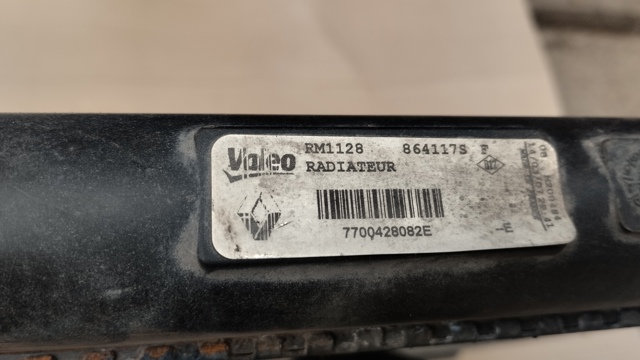 Valeo
RM1128 864117S F
RADIATEUR
7700428082E